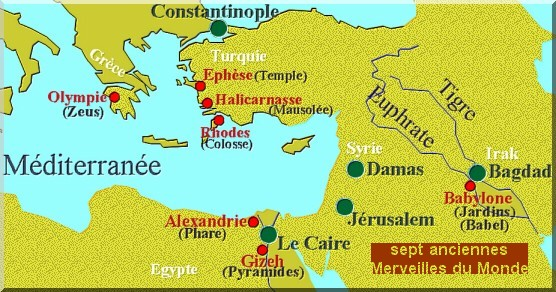 Constantinople
Turquie
Grèce
Ephèse (Temple)
Olympie
(Zeus)
Halicarnasse
(Mausolée)
Rhodes
(Colosse)
Tigre
Euphrate
Méditerranée
Syrie
Damas
Irak
Bagdad
Babylone
(Jardins)
(Babel)
Jérusalem
Alexandrie
(Phare)
Le Caire
Gizeh
(Pyramides)
Egypte
sept anciennes
Merveilles du Monde